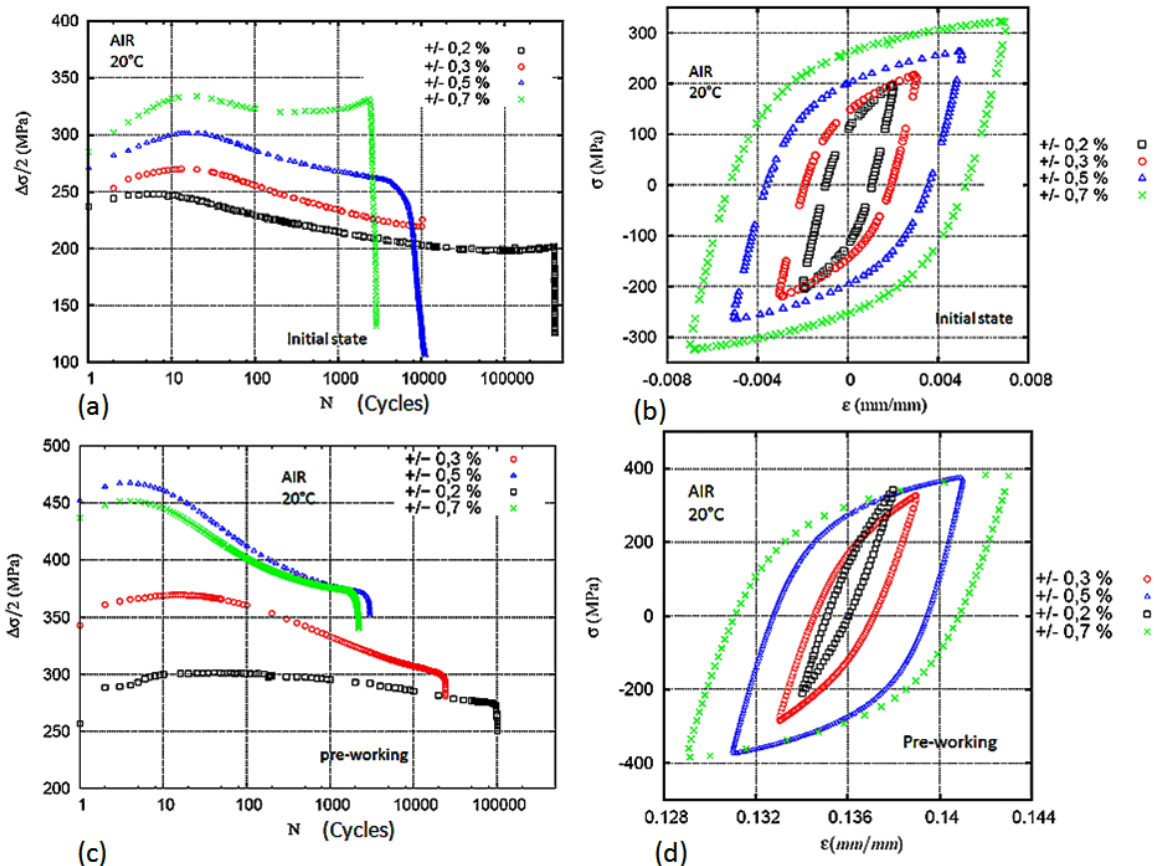 400
350
300
250
200
150
100
Δσ/2 (MPa)
AIR
20°C
+/- 0,2 %
+/- 0,3 %
+/- 0,5 %
+/- 0,7 %
Initial state
1 10 100 1000 10000 100000
N (Cycles)
(a)
300
200
100
0
-100
-200
-300
σ (MPa)
AIR
20°C
+/- 0,2 %
+/- 0,3 %
+/- 0,5 %
+/- 0,7 %
Initial state
-0.008 -0.004 0 0.004 0.008
ε (mm/mm)
(b)
500
450
400
350
300
250
200
Δσ/2 (MPa)
AIR
20°C
+/- 0,3 %
+/- 0,5 %
+/- 0,2 %
+/- 0,7 %
pre-working
1 10 100 1000 10000 100000
N (Cycles)
(c)
400
200
0
-200
-400
σ (MPa)
AIR
20°C
+/- 0,3 %
+/- 0,5 %
+/- 0,2 %
+/- 0,7 %
Pre-working
0.128 0.132 0.136 0.14 0.144
ε(mm/mm)
(d)